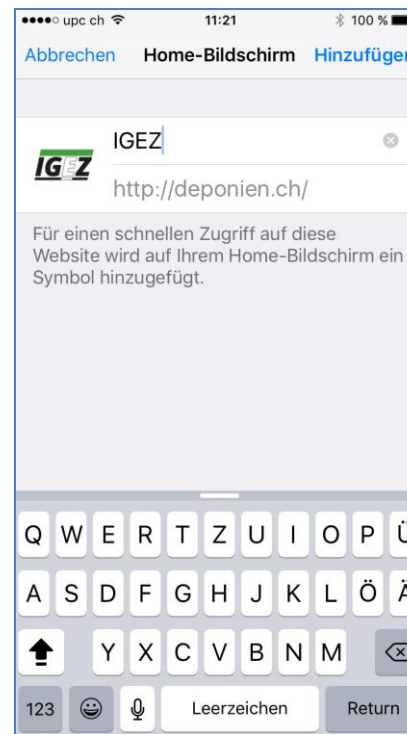 upc ch 11:21 100 %
Abbrechen Home-Bildschirm Hinzufügen
IGEZ
IGEZ
http://deponien.ch/
Für einen schnellen Zugriff auf diese
Website wird auf Ihrem Home-Bildschirm ein
Symbol hinzugefügt.
Q W E R T Z U I O P Ü
A S D F G H J K L Ö Ä
Y X C V B N M
123 Leerzeichen Return